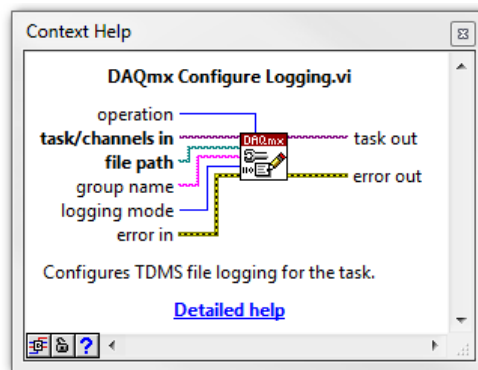 Context Help
DAQmx Configure Logging.vi
operation
task/channels in
task out
DAQmx
file path
group name
error out
logging mode
error in
Configures TDMS file logging for the task.
Detailed help
?